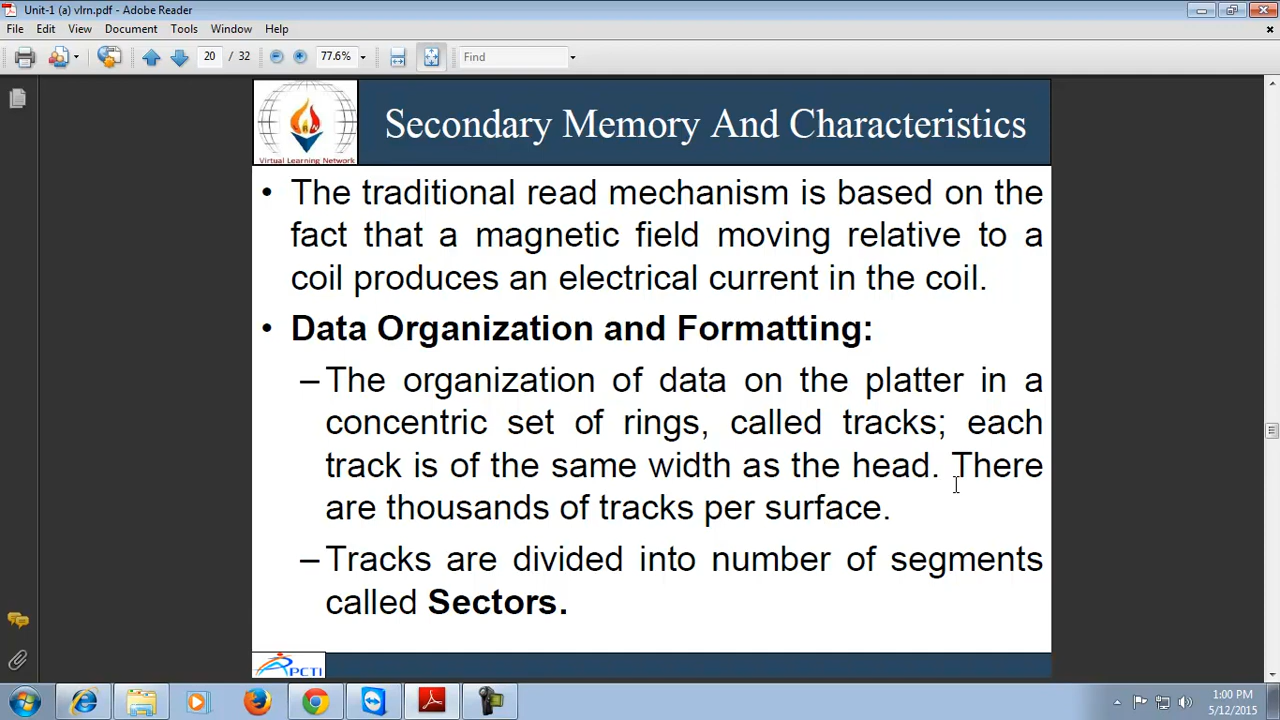 Unit-1 (a) vlrn.pdf - Adobe Reader
File Edit View Document Tools Window Help
20 / 32 77.6% Find
Virtual Learning Network
Secondary Memory And Characteristics
• The traditional read mechanism is based on the
fact that a magnetic field moving relative to a
coil produces an electrical current in the coil.
• Data Organization and Formatting:
– The organization of data on the platter in a
concentric set of rings, called tracks; each
track is of the same width as the head. There
are thousands of tracks per surface.
– Tracks are divided into number of segments
called Sectors.
PCTI
1:00 PM
5/12/2015